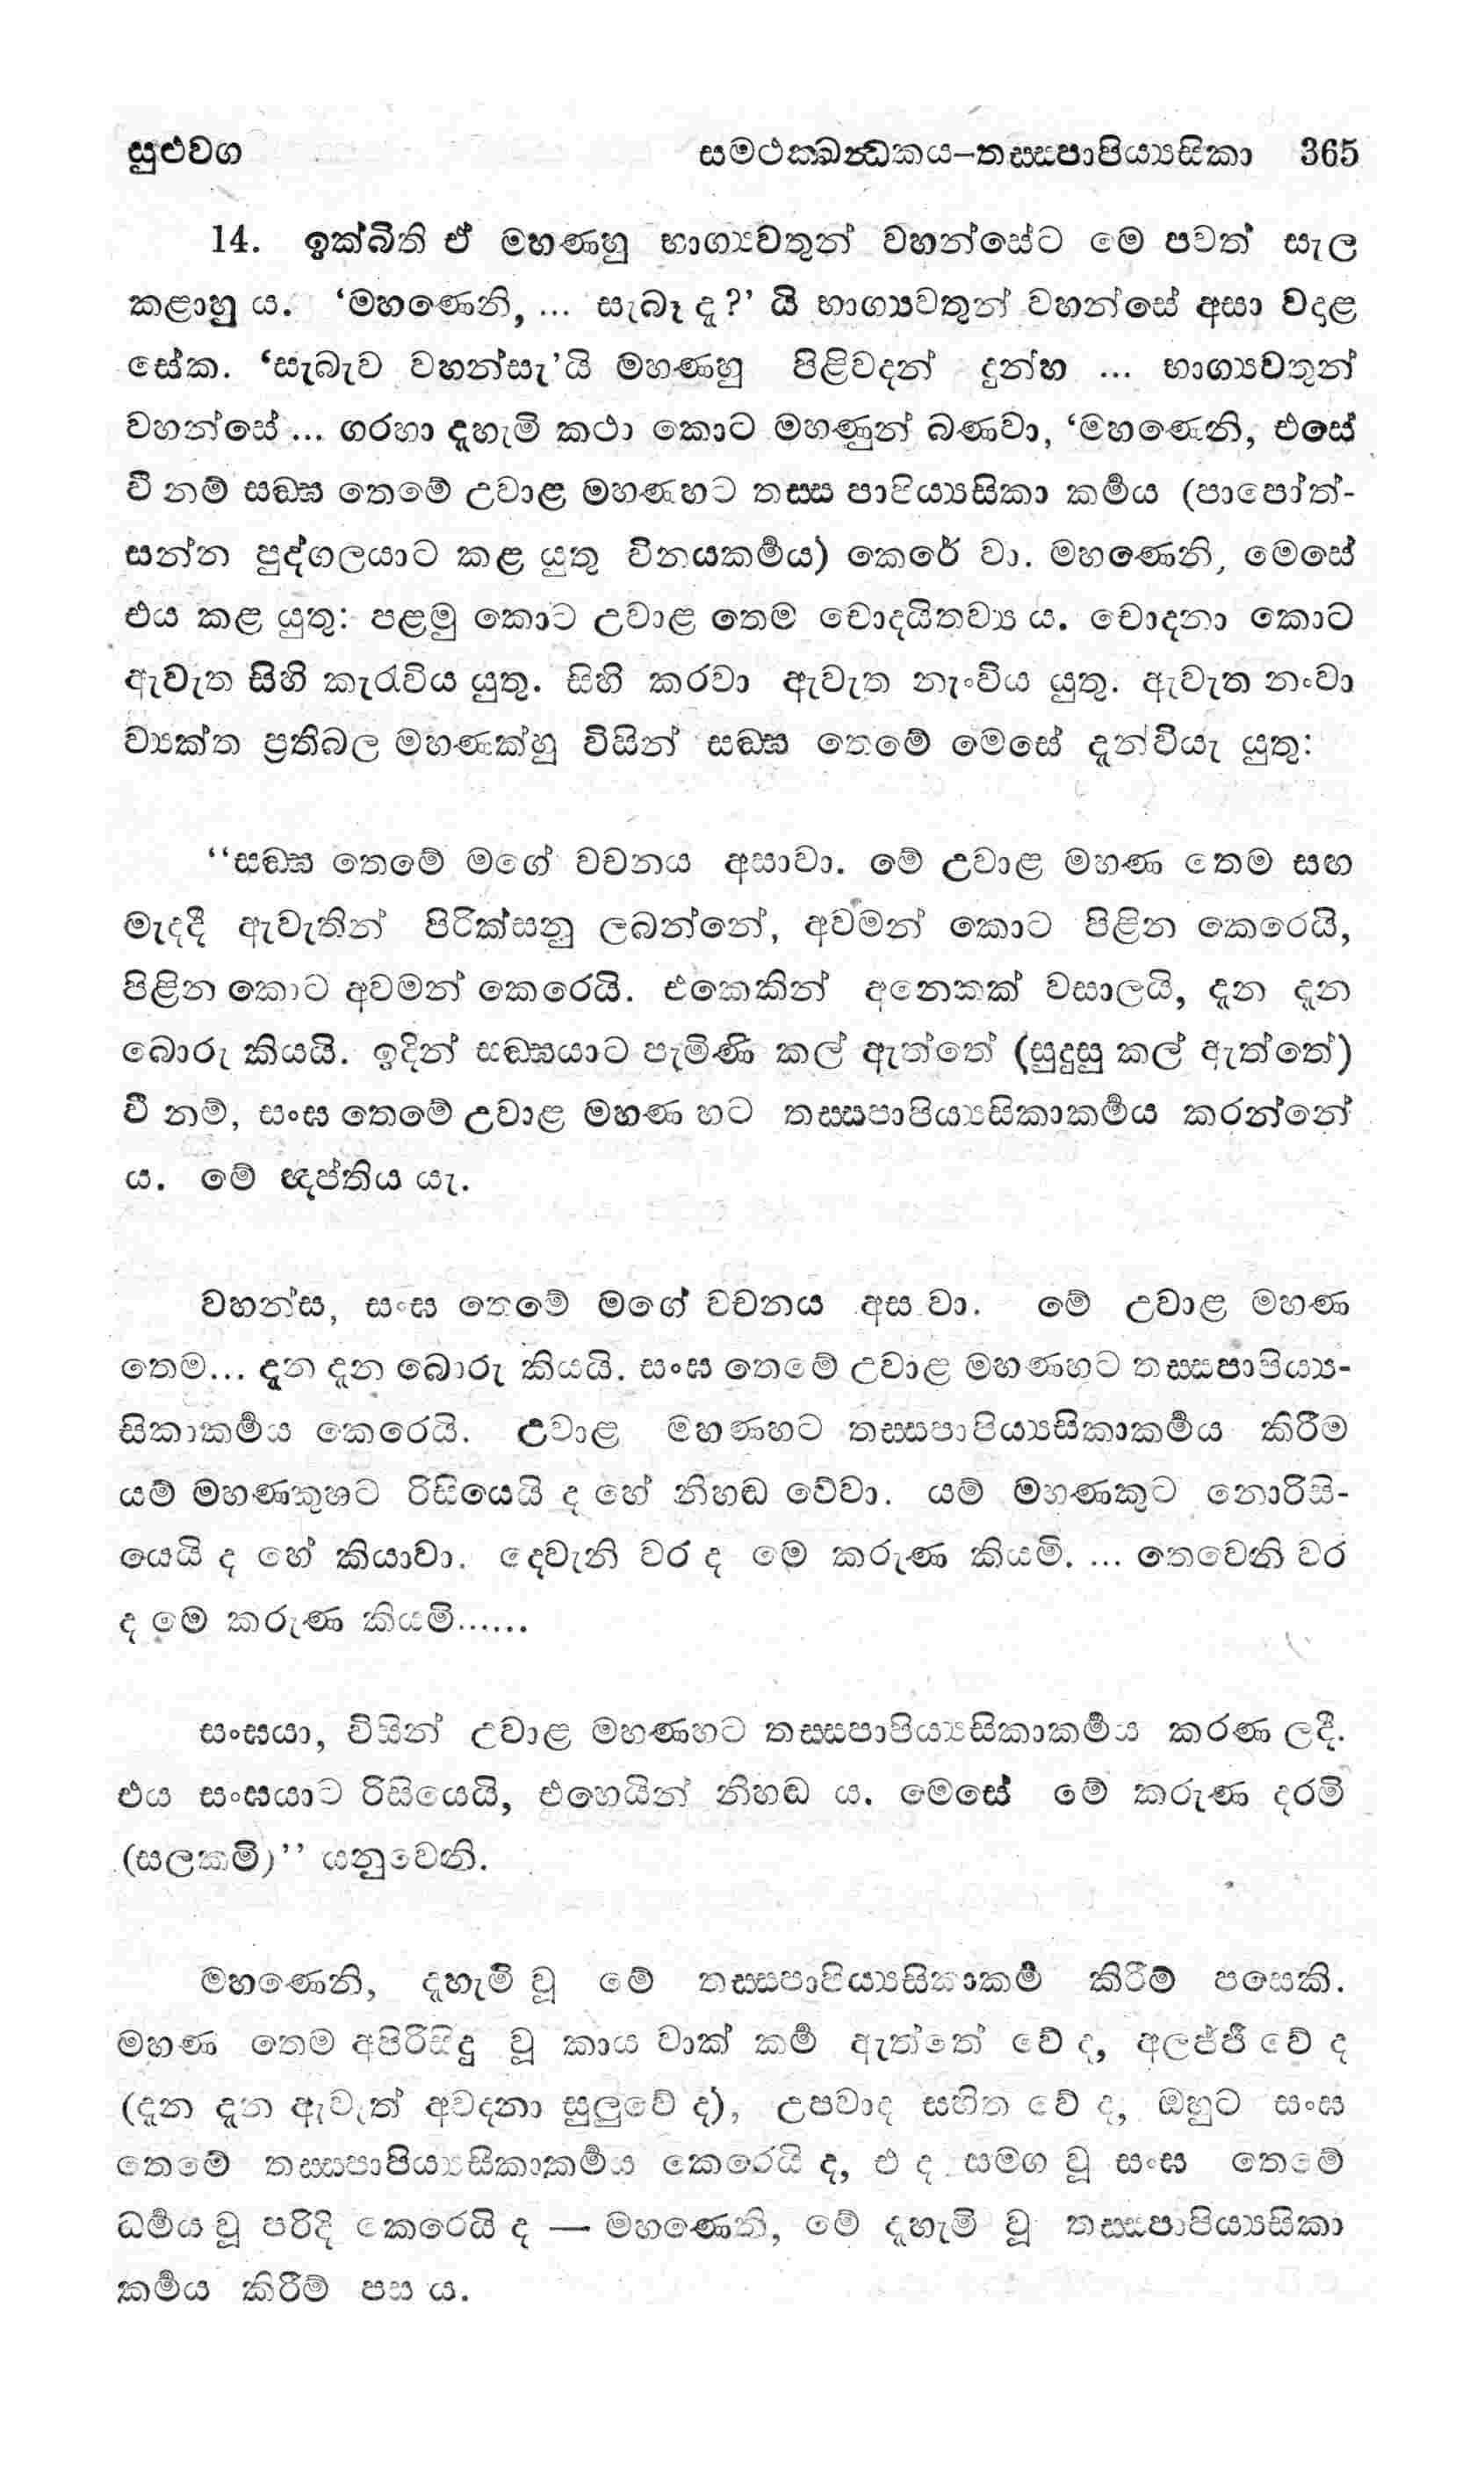 සුළුවග සමථක්ඛන්ධකය–තස්සපාපිය්‍යසිකා 365
14. ඉක්බිති ඒ මහණහු භාග්‍යවතුන් වහන්සේට මෙ පවත් සැල
කළාහු ය. ‘මහණෙනි, ... සැබෑ ද?’ යි භාග්‍යවතුන් වහන්සේ අසා වදාළ
සේක. ‘සැබැව වහන්සැ’යි මහණහු පිළිවදන් දුන්හ ... භාග්‍යවතුන්
වහන්සේ ... ගරහා දැහැමි කථා කොට මහණුන් බණවා, ‘මහණෙනි, එසේ
වී නම් සඞ්ඝ තෙමේ උවාළ මහණහට තස්ස පාපිය්‍යසිකා කර්‍මය (පාපෝත්-
සන්න පුද්ගලයාට කළ යුතු විනයකර්‍මය) කෙරේ වා. මහණෙනි, මෙසේ
එය කළ යුතු: පළමු කොට උවාළ තෙම චොදයිතව්‍ය ය. චොදනා කොට
ඇවැත සිහි කැරැවිය යුතු. සිහි කරවා ඇවැත නැංවිය යුතු. ඇවැත නංවා
ව්‍යක්ත ප්‍රතිබල මහණක්හු විසින් සඞ්ඝ තෙමේ මෙසේ දැන්වියැ යුතු:
‘‘සඞ්ඝ තෙමේ මගේ වචනය අසාවා. මේ උවාළ මහණ තෙම සඟ
මැදදී ඇවැතින් පිරික්සනු ලබන්නේ, අවමන් කොට පිළින කෙරෙයි,
පිළින කොට අවමන් කෙරෙයි. එකෙකින් අනෙකක් වසාලයි, දැන දැන
බොරු කියයි. ඉදින් සඞ්ඝයාට පැමිණි කල් ඇත්තේ (සුදුසු කල් ඇත්තේ)
වී නම්, සංඝ තෙමේ උවාළ මහණ හට තස්සපාපිය්‍යසිකාකර්‍මය කරන්නේ
ය. මේ ඥප්තිය යැ.
වහන්ස, සංඝ තෙමේ මගේ වචනය අස වා. මේ උවාළ මහණ
තෙම... දැන දැන බොරු කියයි. සංඝ තෙමේ උවාළ මහණහට තස්සපාපිය්‍ය-
සිකාකර්‍මය කෙරෙයි. උවාළ මහණහට තස්සපාපිය්‍යසිකාකර්‍මය කිරීම
යම් මහණකුහට රිසියෙයි ද හේ නිහඬ වේවා. යම් මහණකුට නොරිසි-
යෙයි ද හේ කියාවා. දෙවැනි වර ද මෙ කරුණ කියමි. ... තෙවෙනි වර
ද මෙ කරුණ කියමි......
සංඝයා, විසින් උවාළ මහණහට තස්සපාපිය්‍යසිකාකර්‍මය කරණ ලදී.
එය සංඝයාට රිසියෙයි, එහෙයින් නිහඬ ය. මෙසේ මේ කරුණ දරමි
(සලකමි)’’ යනුවෙනි.
මහණෙනි, දැහැමි වූ මේ තස්සපාපිය්‍යසිකාකර්‍ම කිරීම් පසෙකි.
මහණ තෙම අපිරිසිදු වූ කාය වාක් කර්‍ම ඇත්තේ වේ ද, අලජ්ජී වේ ද
(දැන දැන ඇවැත් අවදනා සුලුවේ ද), උපවාද සහිත වේ ද, ඔහුට සංඝ
තෙමේ තස්සපාපිය්‍යසිකාකර්‍මය කෙරෙයි ද, එ ද සමග වූ සංඝ තෙමේ
ධර්‍මය වූ පරිදි කෙරෙයි ද — මහණෙනි, මේ දැහැමි වූ තස්සපාපිය්‍යසිකා
කර්‍මය කිරීම් පස ය.